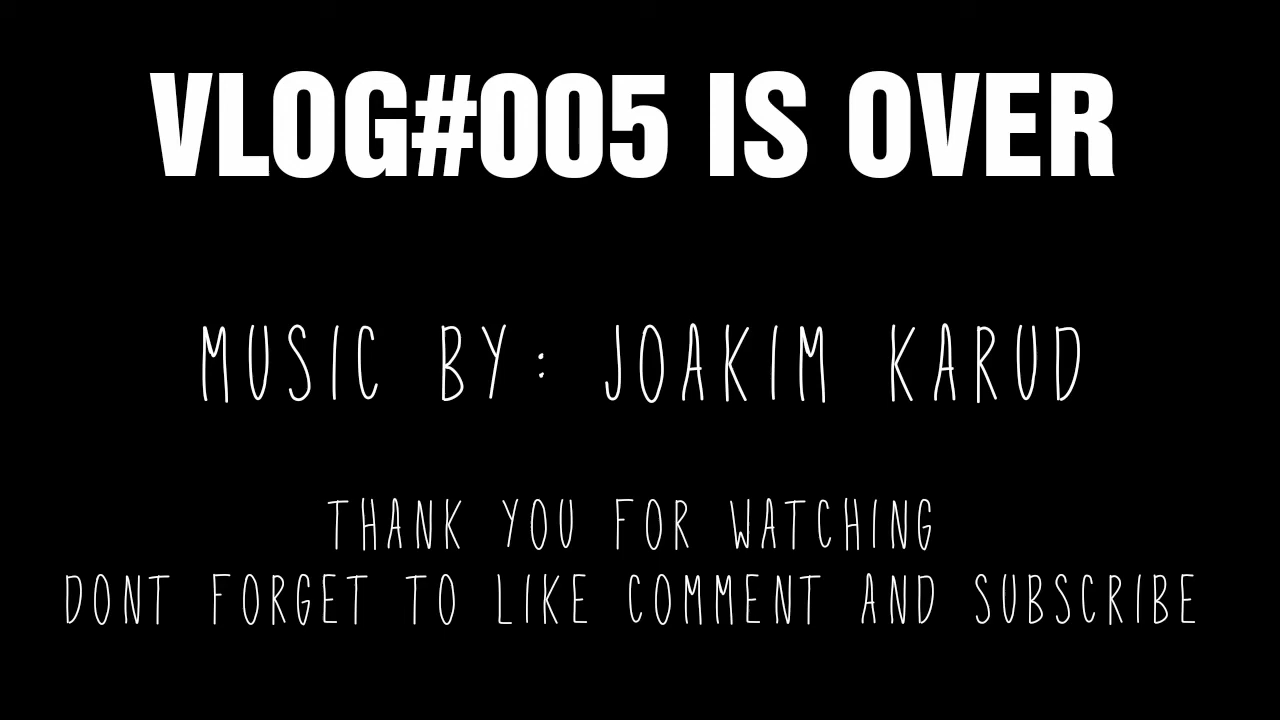 VLOG#005 IS OVER
MUSIC BY: JOAKIM KARUD
THANK YOU FOR WATCHING
DONT FORGET TO LIKE COMMENT AND SUBSCRIBE